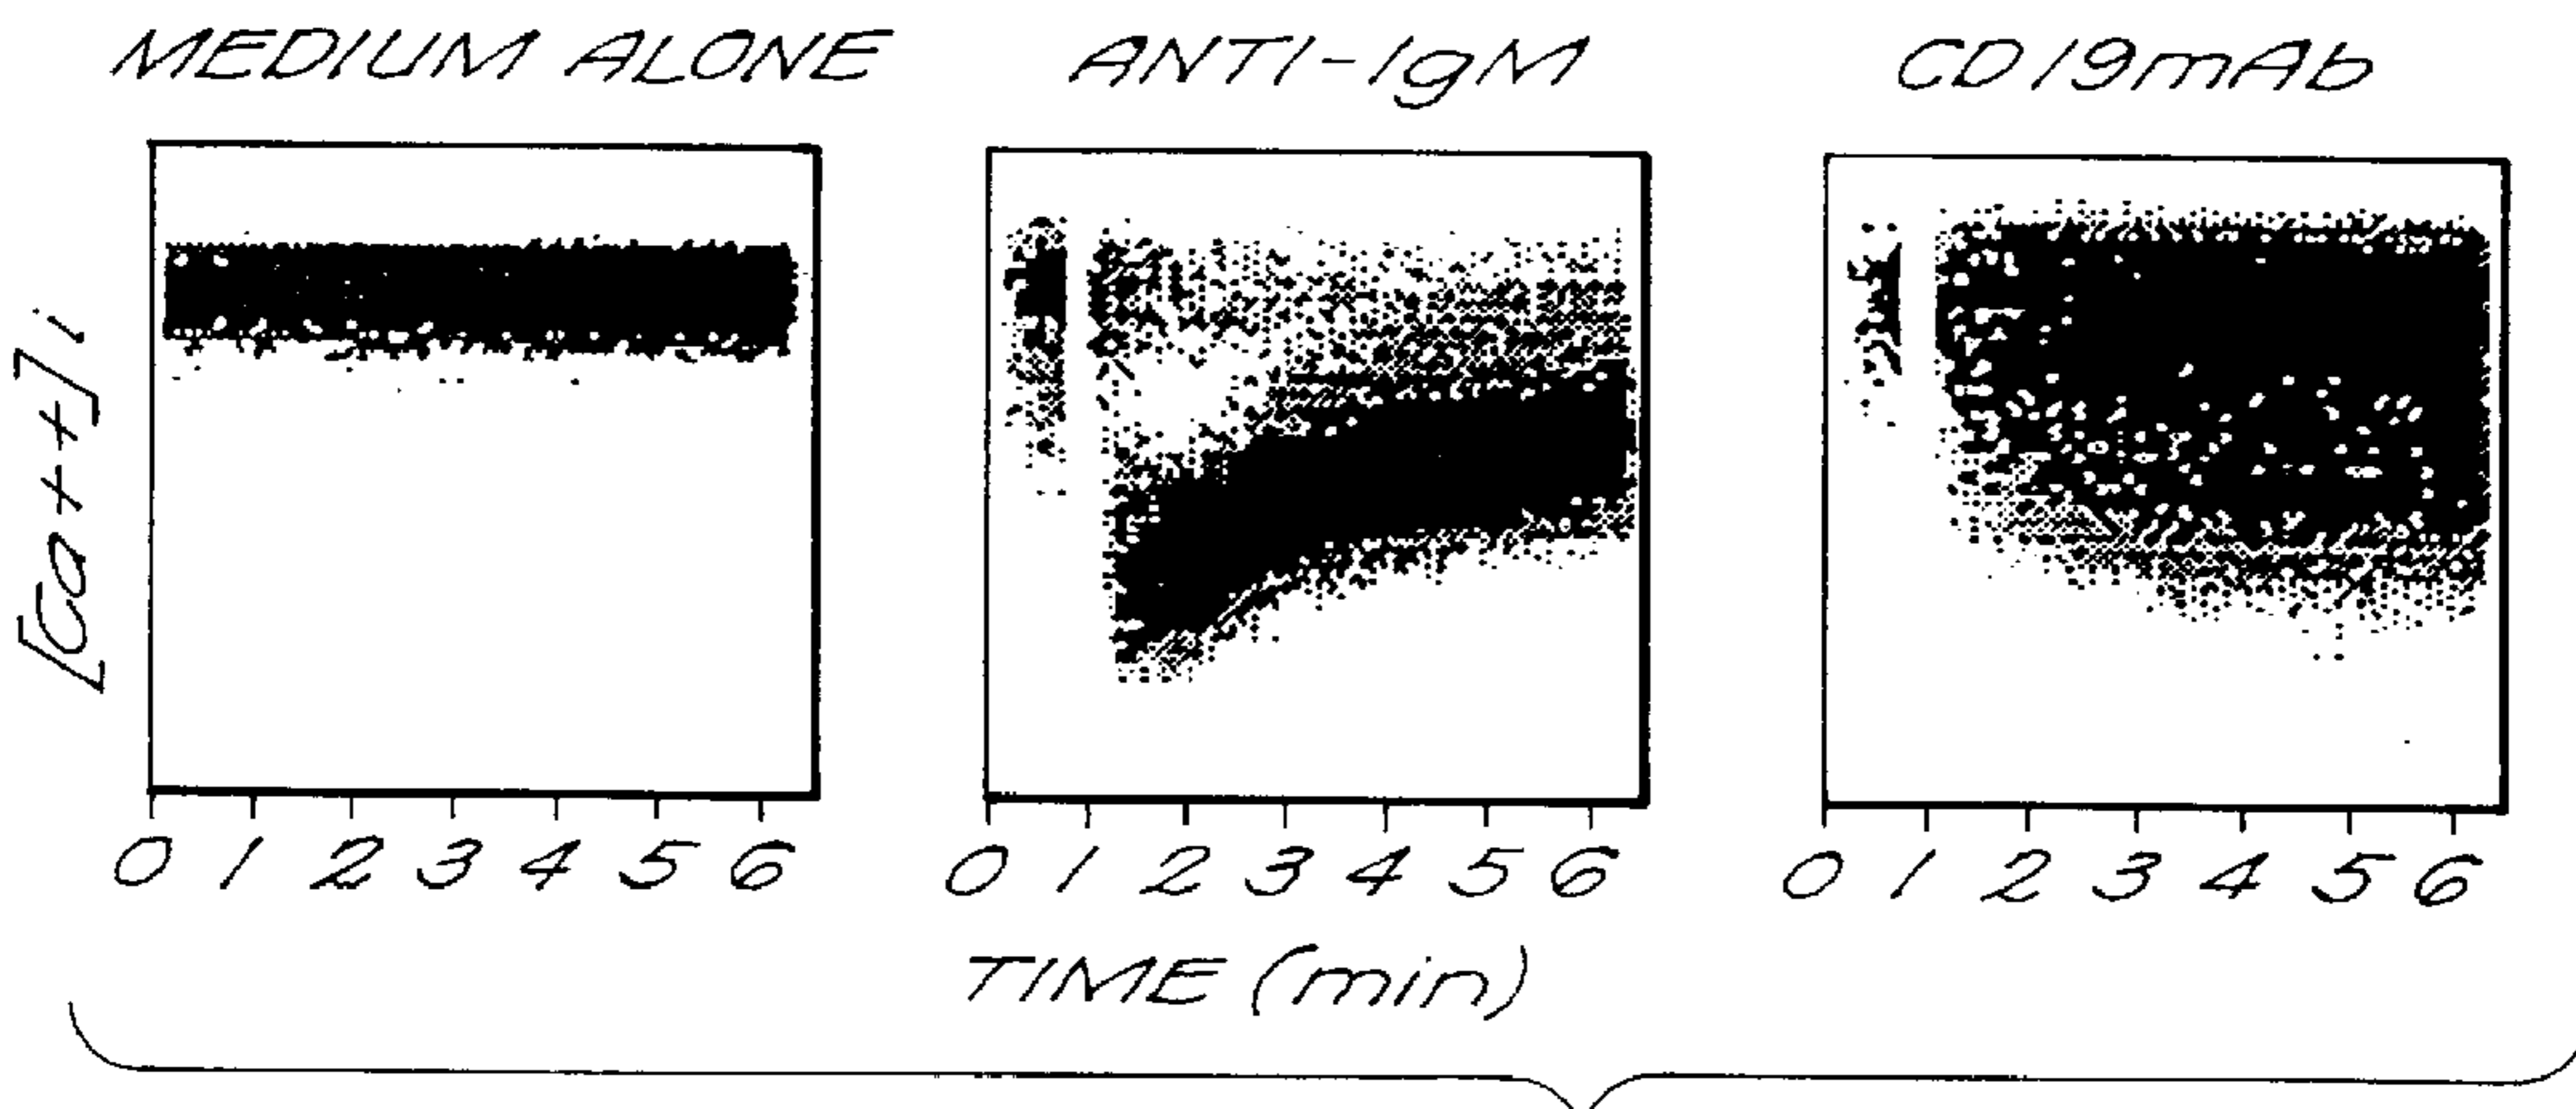 MEDIUM ALONE ANTI-IgM CD19mAb
[Ca++]i
0 1 2 3 4 5 6 0 1 2 3 4 5 6 0 1 2 3 4 5 6
TIME (min)